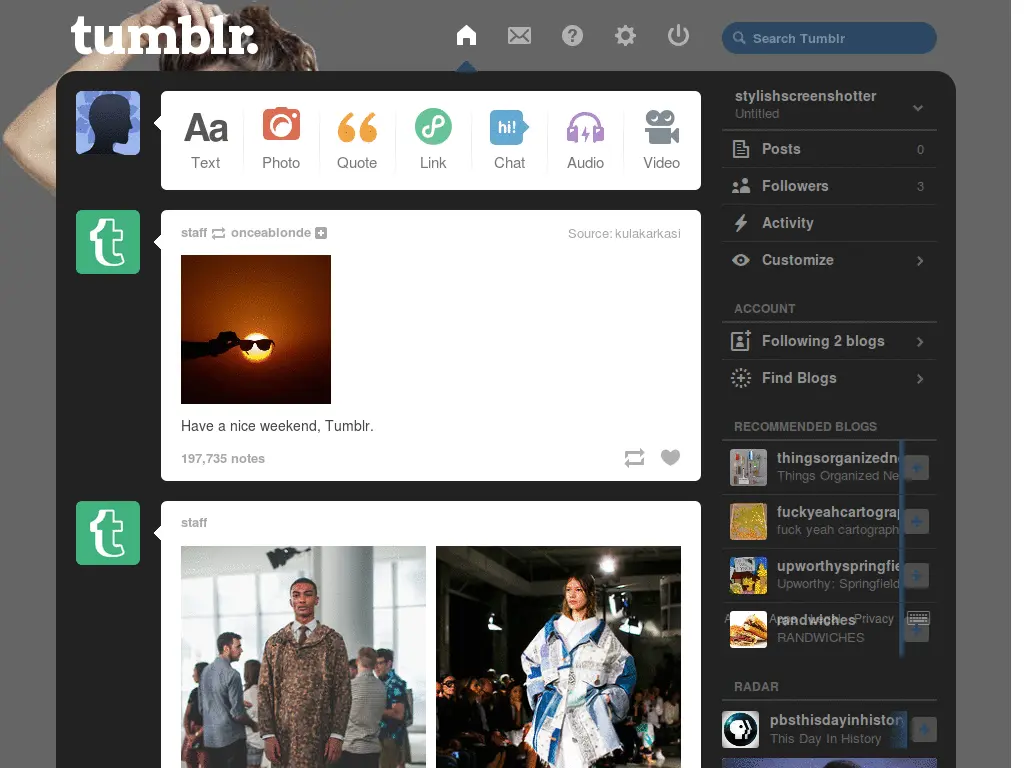 tumblr.
Search Tumblr
Aa
Text
Photo
Quote
Link
hi!
Chat
Audio
Video
staff onceablonde
Source: kulakarkasi
Have a nice weekend, Tumblr.
197,735 notes
staff
stylishscreenshotter
Untitled
Posts 0
Followers 3
Activity
Customize
ACCOUNT
Following 2 blogs
Find Blogs
RECOMMENDED BLOGS
thingsorganizedn
Things Organized Ne
fuckyeahcartogra
fuck yeah cartograph
upworthyspringfie
Upworthy: Springfield
randwiches
Legal Privacy
RANDWICHES
RADAR
pbsthisdayinhistor
This Day In History